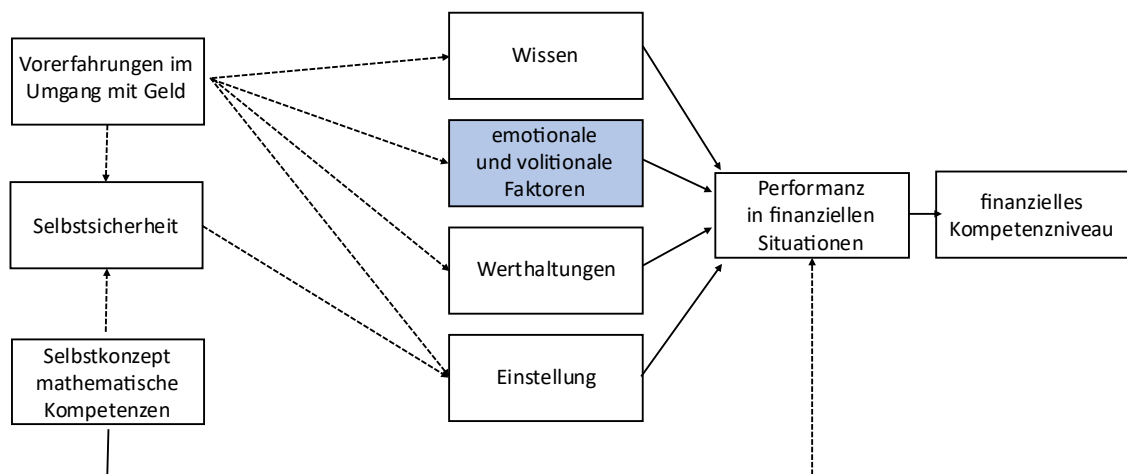 Vorerfahrungen im
Umgang mit Geld
Selbstsicherheit
Selbstkonzept
mathematische
Kompetenzen
Wissen
emotionale
und volitionale
Faktoren
Werthaltungen
Einstellung
Performanz
in finanziellen
Situationen
finanzielles
Kompetenzniveau